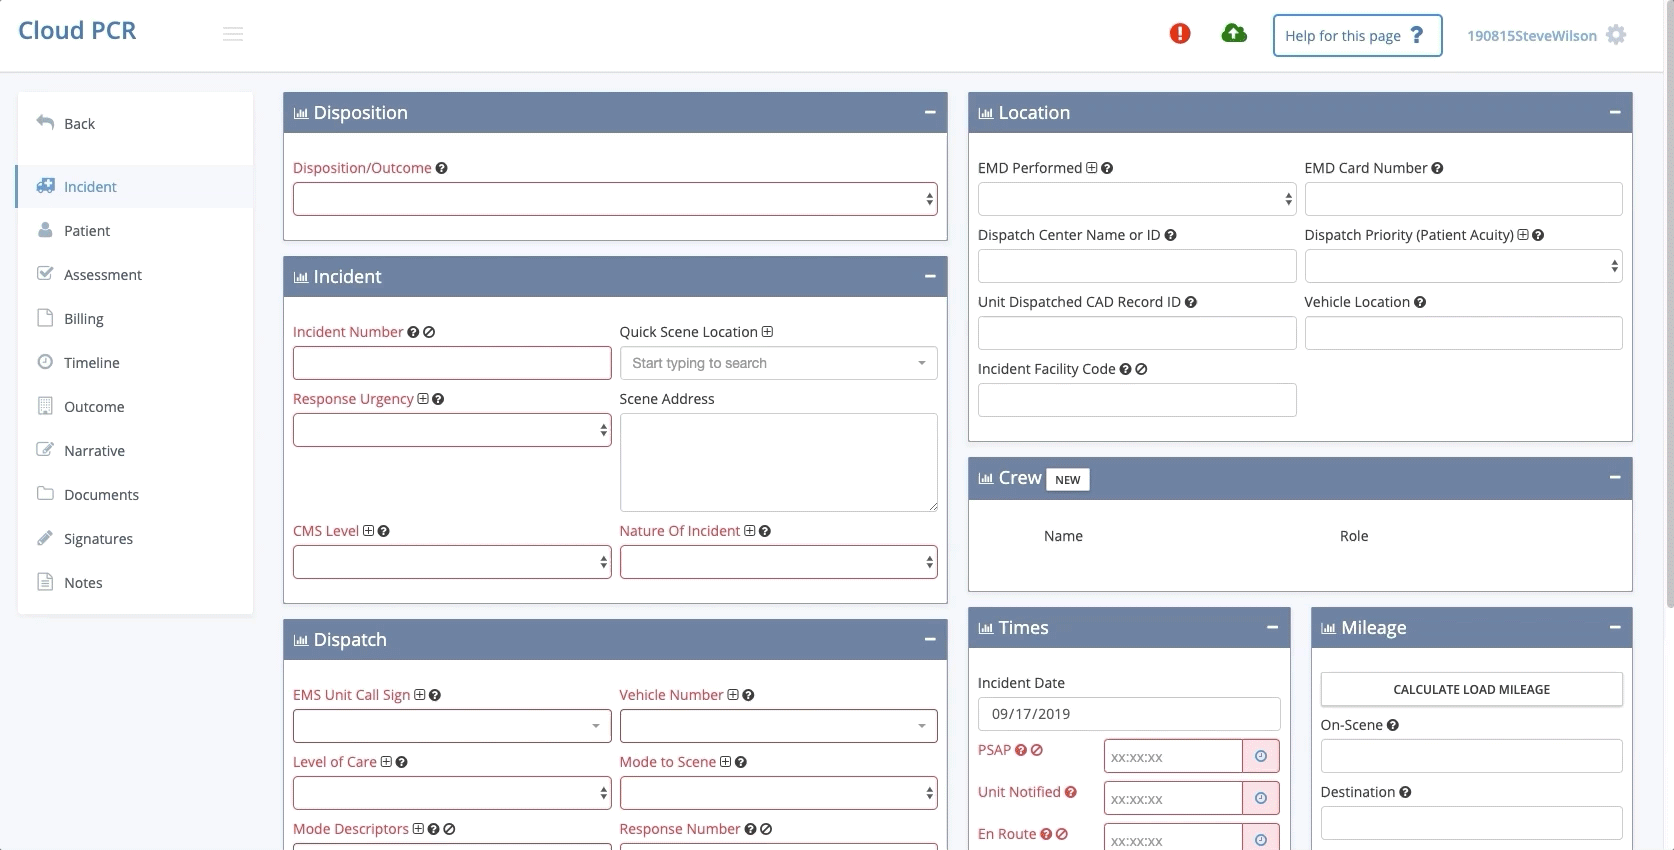 Cloud PCR
Help for this page ?
190815SteveWilson
Back
Incident
Patient
Assessment
Billing
Timeline
Outcome
Narrative
Documents
Signatures
Notes
Disposition
Disposition/Outcome
Incident
Incident Number
Quick Scene Location
Start typing to search
Response Urgency
Scene Address
CMS Level
Nature Of Incident
Dispatch
EMS Unit Call Sign
Vehicle Number
Level of Care
Mode to Scene
Mode Descriptors
Response Number
Location
EMD Performed
EMD Card Number
Dispatch Center Name or ID
Dispatch Priority (Patient Acuity)
Unit Dispatched CAD Record ID
Vehicle Location
Incident Facility Code
Crew NEW
Name
Role
Times
Incident Date
09/17/2019
PSAP
xx:xx:xx
Unit Notified
xx:xx:xx
En Route
xx:xx:xx
Mileage
CALCULATE LOAD MILEAGE
On-Scene
Destination